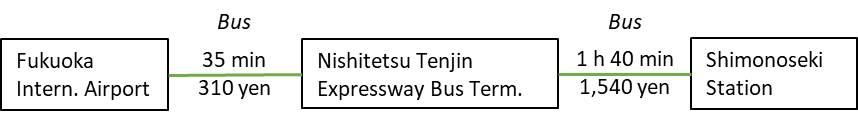 Bus
Bus
Fukuoka
Intern. Airport
35 min
310 yen
Nishitetsu Tenjin
Expressway Bus Term.
1 h 40 min
1,540 yen
Shimonoseki
Station